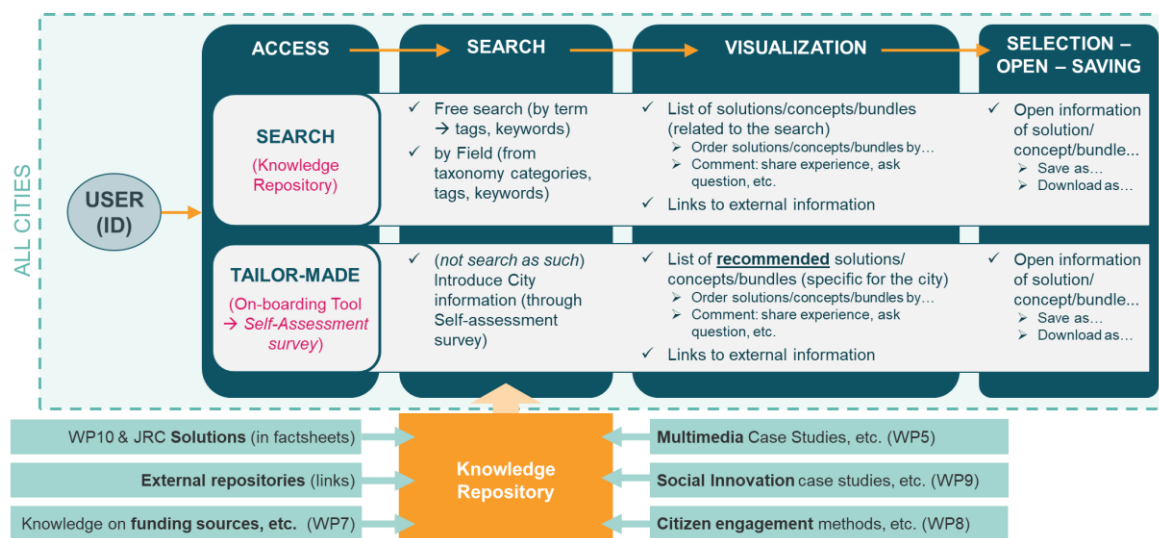 ALL CITIES
USER
(ID)
ACCESS
SEARCH
VISUALIZATION
SELECTION –
OPEN – SAVING
SEARCH
(Knowledge
Repository)
✓ Free search (by term
→ tags, keywords)
✓ by Field (from
taxonomy categories,
tags, keywords)
✓ List of solutions/concepts/bundles
(related to the search)
➢ Order solutions/concepts/bundles by…
➢ Comment: share experience, ask
question, etc.
✓ Links to external information
✓ Open information
of solution/
concept/bundle...
➢ Save as…
➢ Download as…
TAILOR-MADE
(On-boarding Tool
→ Self-Assessment
survey)
✓ (not search as such)
Introduce City
information (through
Self-assessment
survey)
✓ List of recommended solutions/
concepts/bundles (specific for the city)
➢ Order solutions/concepts/bundles by…
➢ Comment: share experience, ask
question, etc.
✓ Links to external information
✓ Open information
of solution/
concept/bundle...
➢ Save as…
➢ Download as…
WP10 & JRC Solutions (in factsheets)
External repositories (links)
Knowledge on funding sources, etc. (WP7)
Knowledge
Repository
Multimedia Case Studies, etc. (WP5)
Social Innovation case studies, etc. (WP9)
Citizen engagement methods, etc. (WP8)